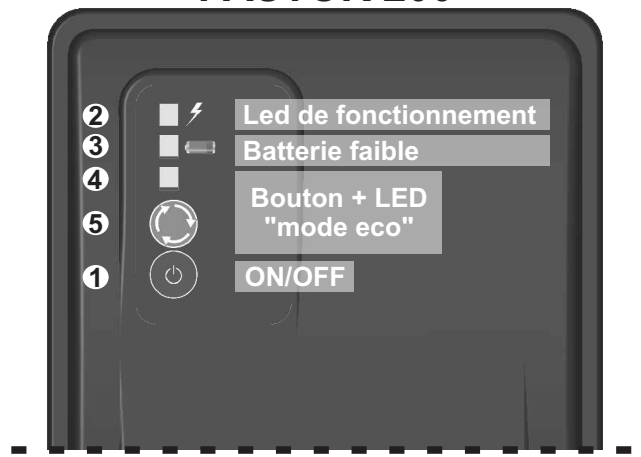 2 Led de fonctionnement
3 Batterie faible
4
Bouton + LED
5 "mode eco"
1 ON/OFF